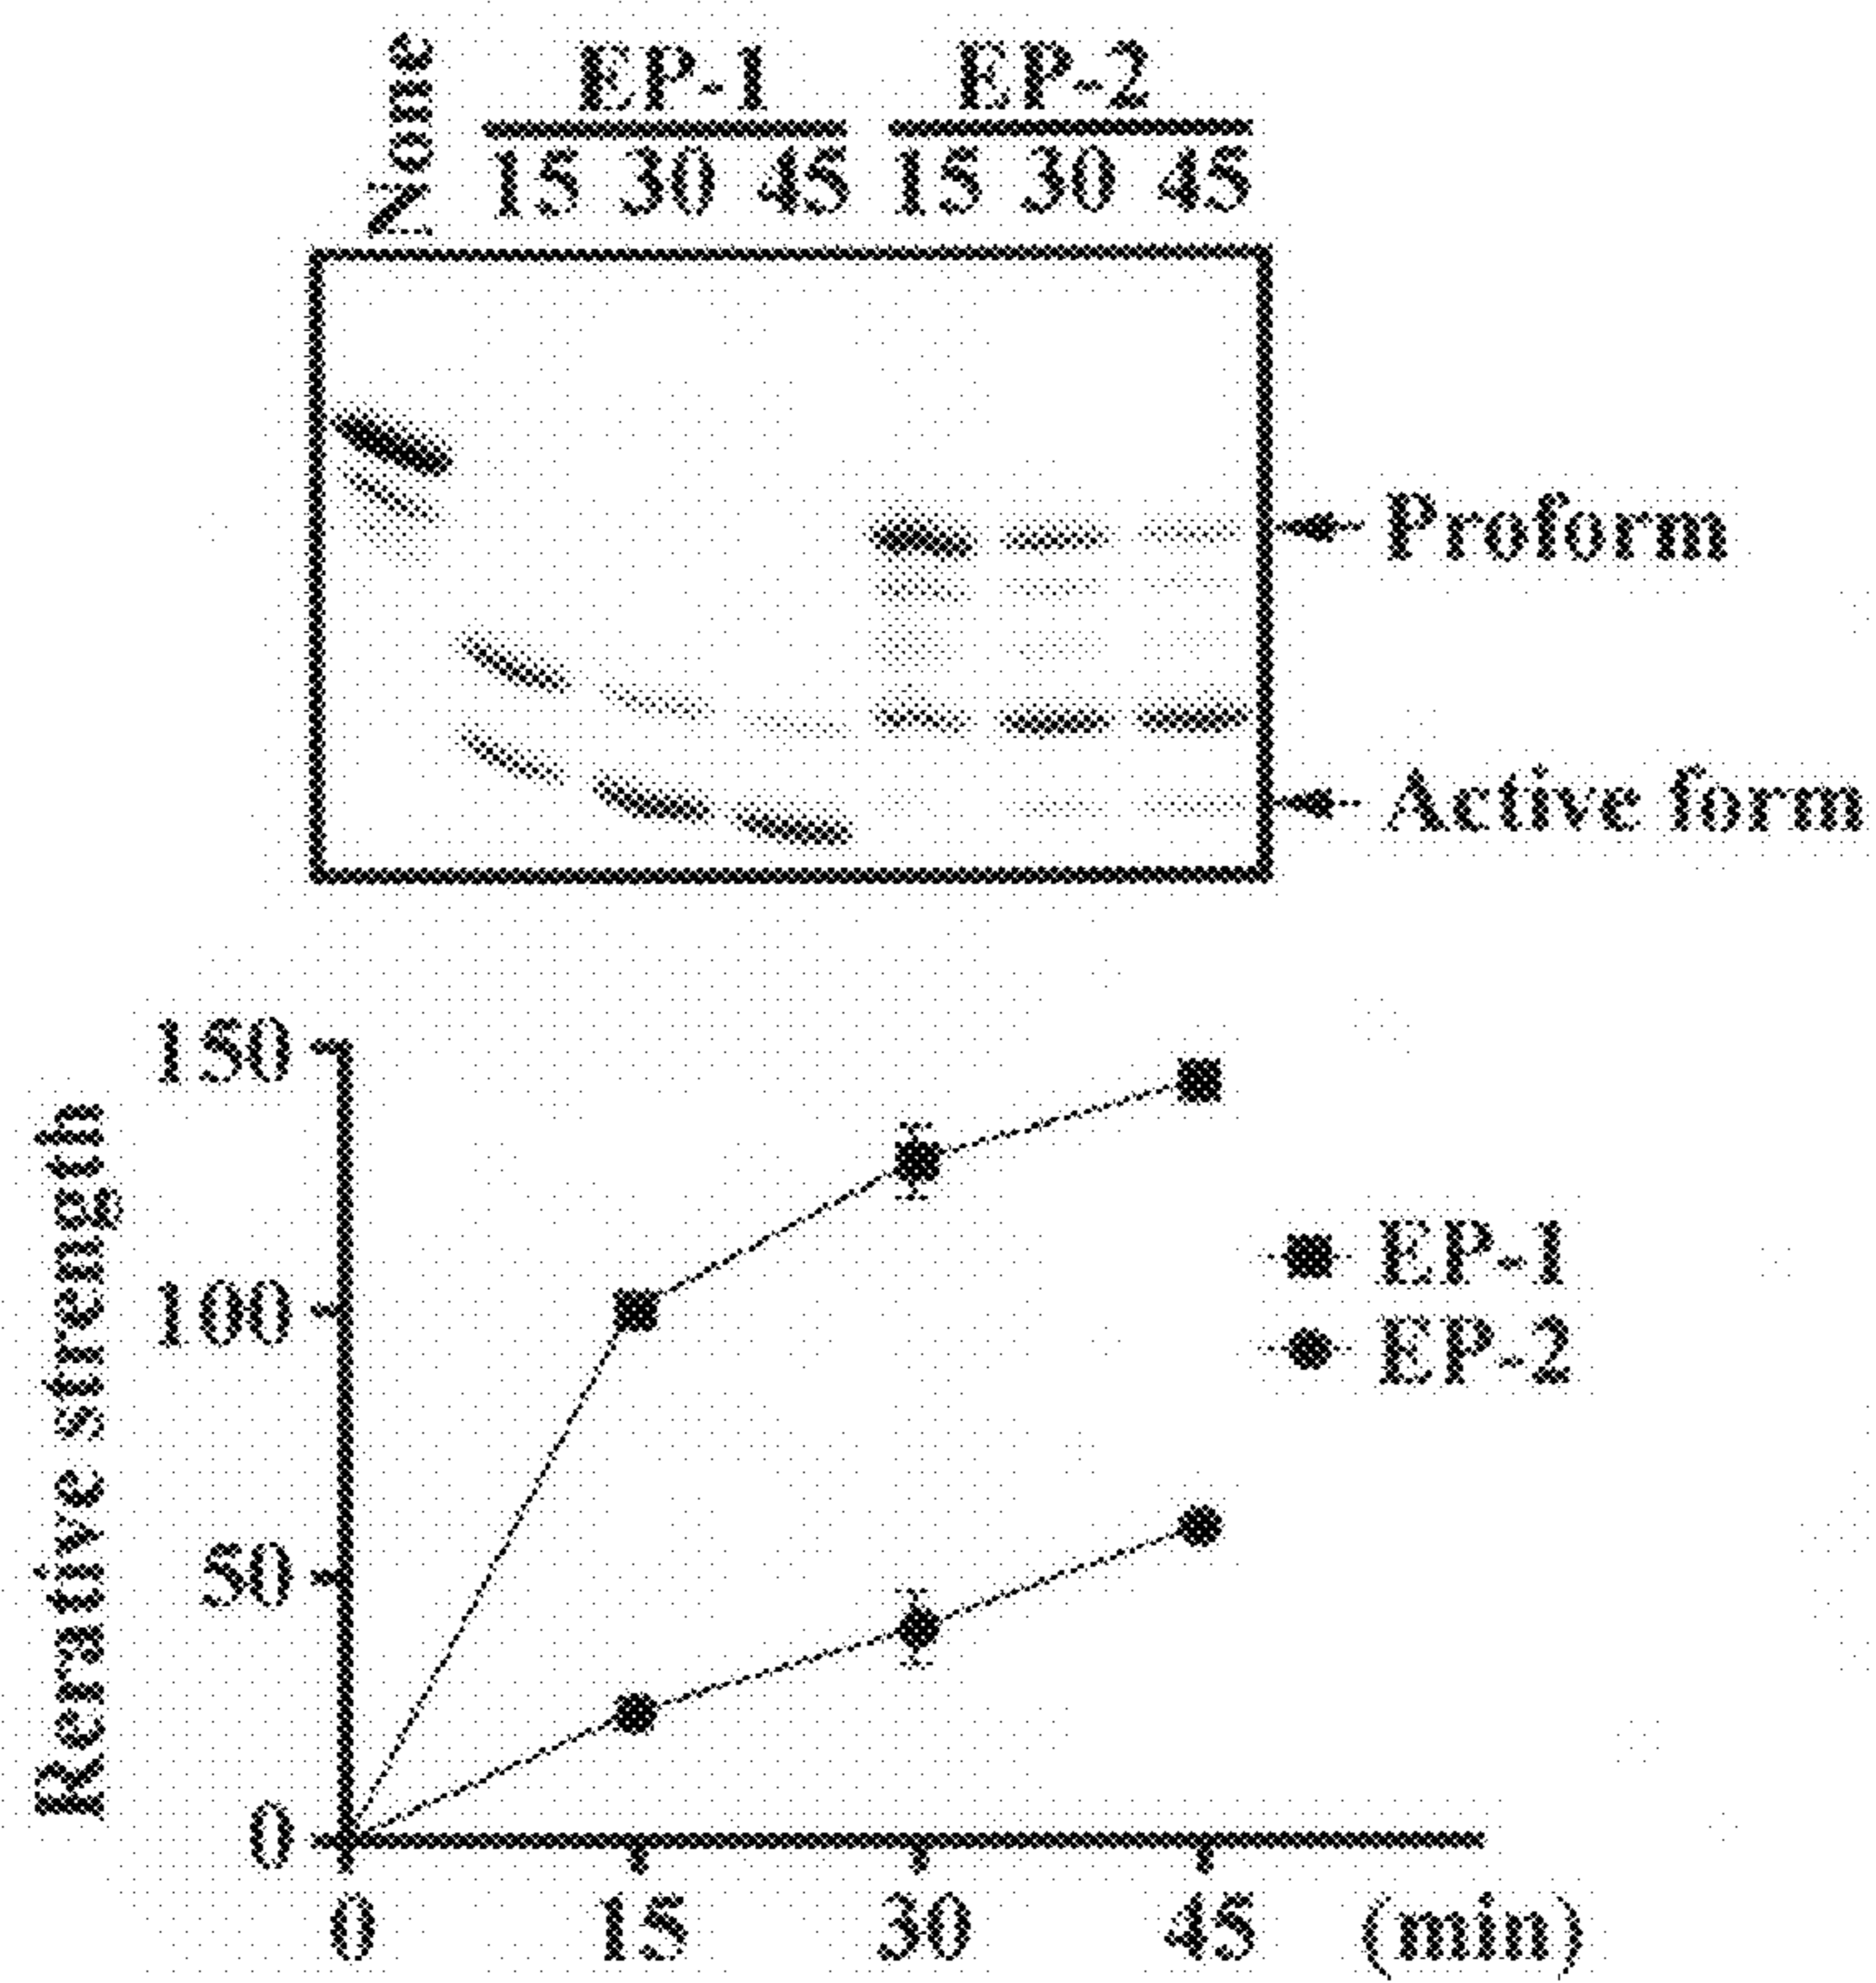 None EP-1 EP-2
15 30 45 15 30 45
Proform
Active form
Rerative strength
150
100
50
0
EP-1
EP-2
0 15 30 45 (min)